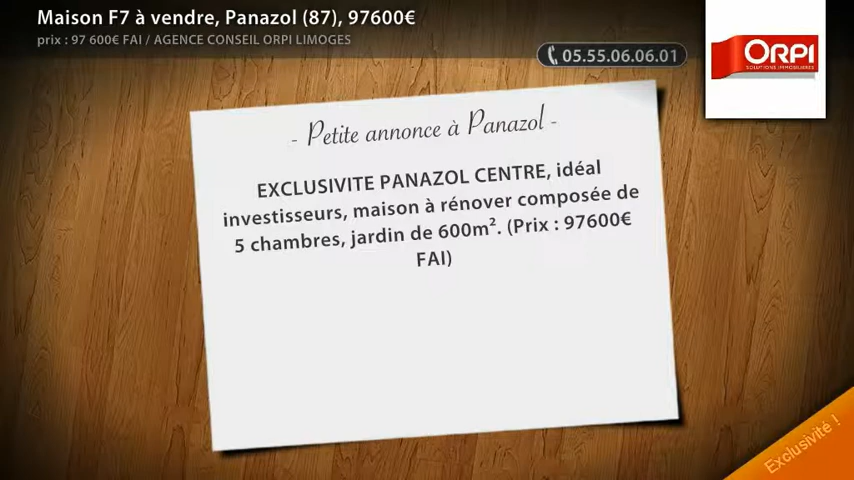 Maison F7 à vendre, Panazol (87), 97600€
prix : 97 600€ FAI / AGENCE CONSEIL ORPI LIMOGES
05.55.06.06.01
ORPI
SOLUTIONS IMMOBILIERES
- Petite annonce à Panazol -
EXCLUSIVITE PANAZOL CENTRE, idéal
investisseurs, maison à rénover composée de
5 chambres, jardin de 600m². (Prix : 97600€
FAI)
Exclusivité !